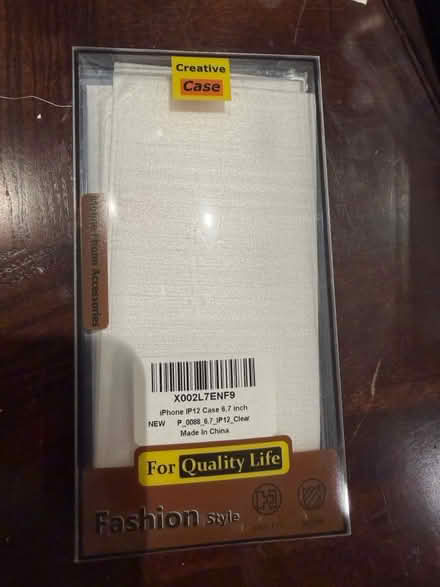 Creative
Case
Mobile Phone Accessories
X002L7ENF9
iPhone IP12 Case 6.7 inch
NEW P_0088_6.7_IP12_Clear
Made in China
For Quality Life
Fashion Style